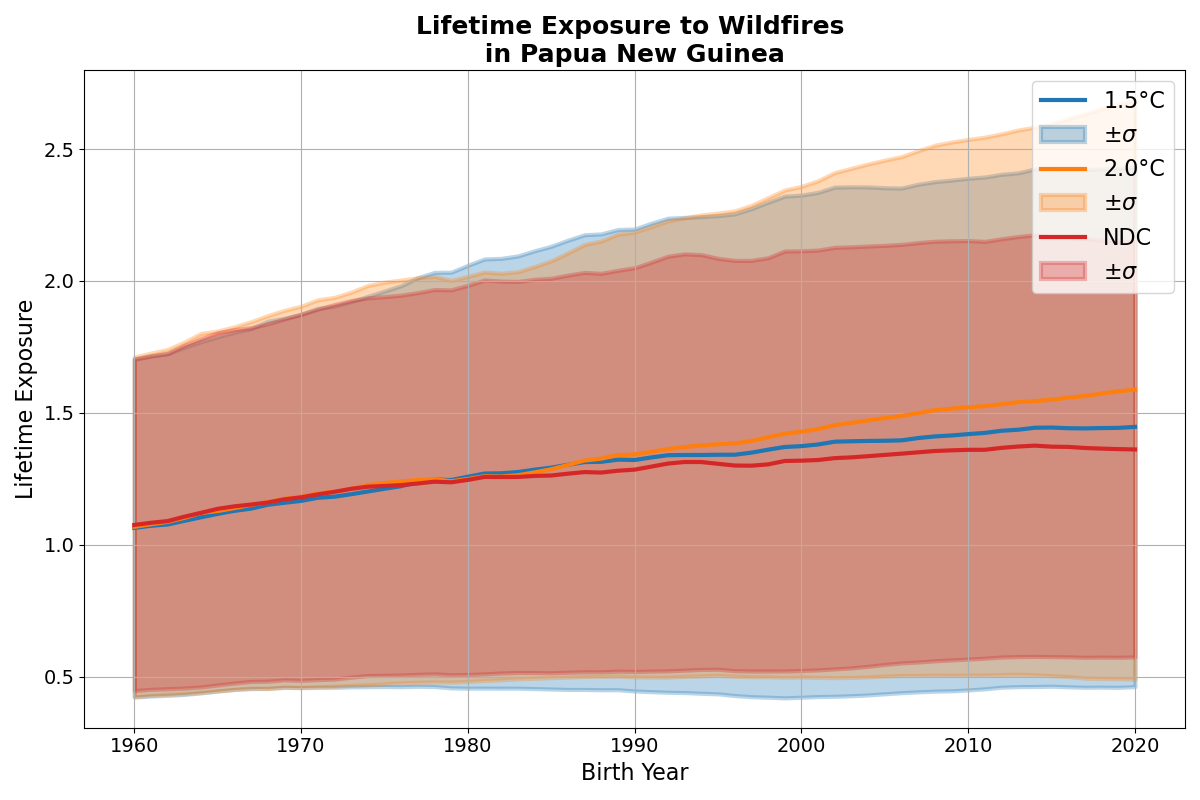 Lifetime Exposure to Wildfires
in Papua New Guinea
1.5°C
±σ
2.0°C
±σ
NDC
±σ
Lifetime Exposure
2.5
2.0
1.5
1.0
0.5
1960 1970 1980 1990 2000 2010 2020
Birth Year